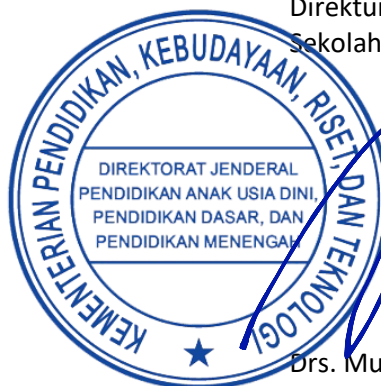 Direktur
Sekolah
KEMENTERIAN PENDIDIKAN, KEBUDAYAAN, RISET, DAN TEKNOLOGI
DIREKTORAT JENDERAL
PENDIDIKAN ANAK USIA DINI,
PENDIDIKAN DASAR, DAN
PENDIDIKAN MENENGAH
Drs. Mu